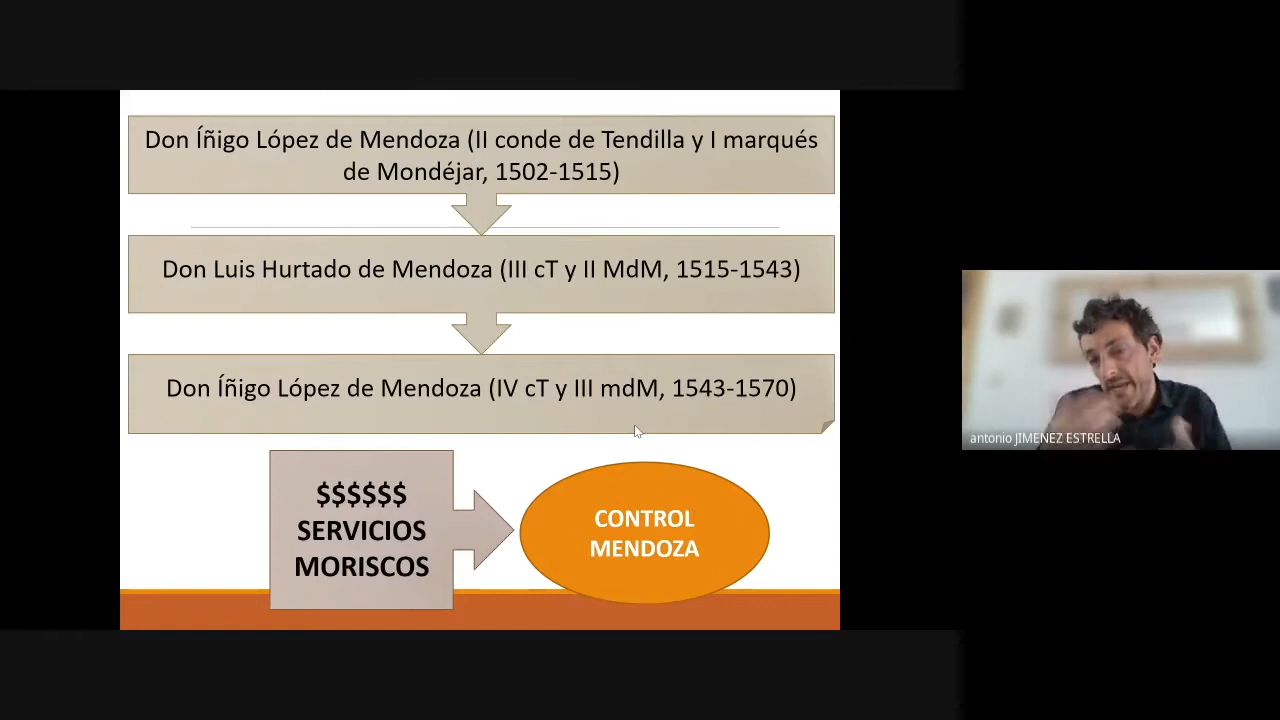 Don Íñigo López de Mendoza (II conde de Tendilla y I marqués
de Mondéjar, 1502-1515)
Don Luis Hurtado de Mendoza (III cT y II MdM, 1515-1543)
Don Íñigo López de Mendoza (IV cT y III mdM, 1543-1570)
$$$$$$
SERVICIOS
MORISCOS
CONTROL
MENDOZA
antonio JIMENEZ ESTRELLA